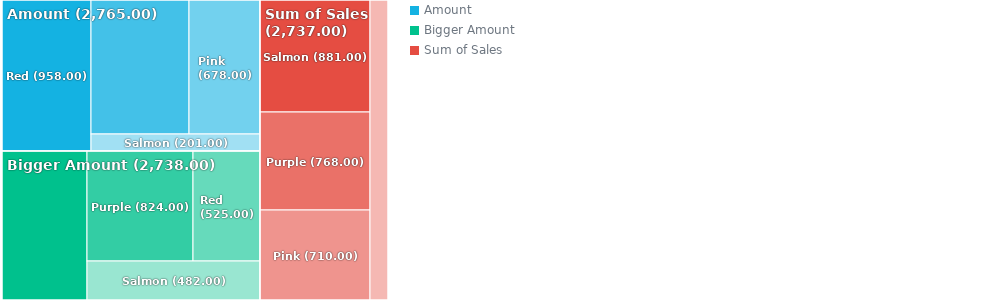 Amount (2,765.00)
Red (958.00)
Pink
(678.00)
Salmon (201.00)
Bigger Amount (2,738.00)
Purple (824.00)
Red
(525.00)
Salmon (482.00)
Sum of Sales
(2,737.00)
Salmon (881.00)
Purple (768.00)
Pink (710.00)
Amount
Bigger Amount
Sum of Sales